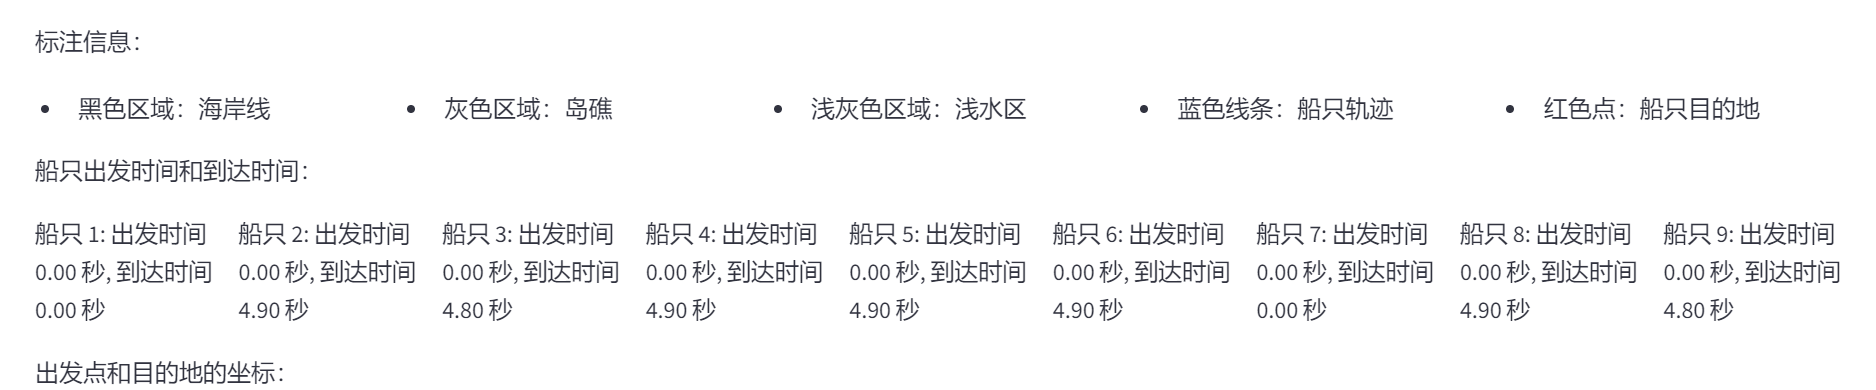 标注信息：
• 黑色区域：海岸线
• 灰色区域：岛礁
• 浅灰色区域：浅水区
• 蓝色线条：船只轨迹
• 红色点：船只目的地
船只出发时间和到达时间：
船只 1: 出发时间
0.00 秒, 到达时间
0.00 秒
船只 2: 出发时间
0.00 秒, 到达时间
4.90 秒
船只 3: 出发时间
0.00 秒, 到达时间
4.80 秒
船只 4: 出发时间
0.00 秒, 到达时间
4.90 秒
船只 5: 出发时间
0.00 秒, 到达时间
4.90 秒
船只 6: 出发时间
0.00 秒, 到达时间
4.90 秒
船只 7: 出发时间
0.00 秒, 到达时间
0.00 秒
船只 8: 出发时间
0.00 秒, 到达时间
4.90 秒
船只 9: 出发时间
0.00 秒, 到达时间
4.80 秒
出发点和目的地的坐标：